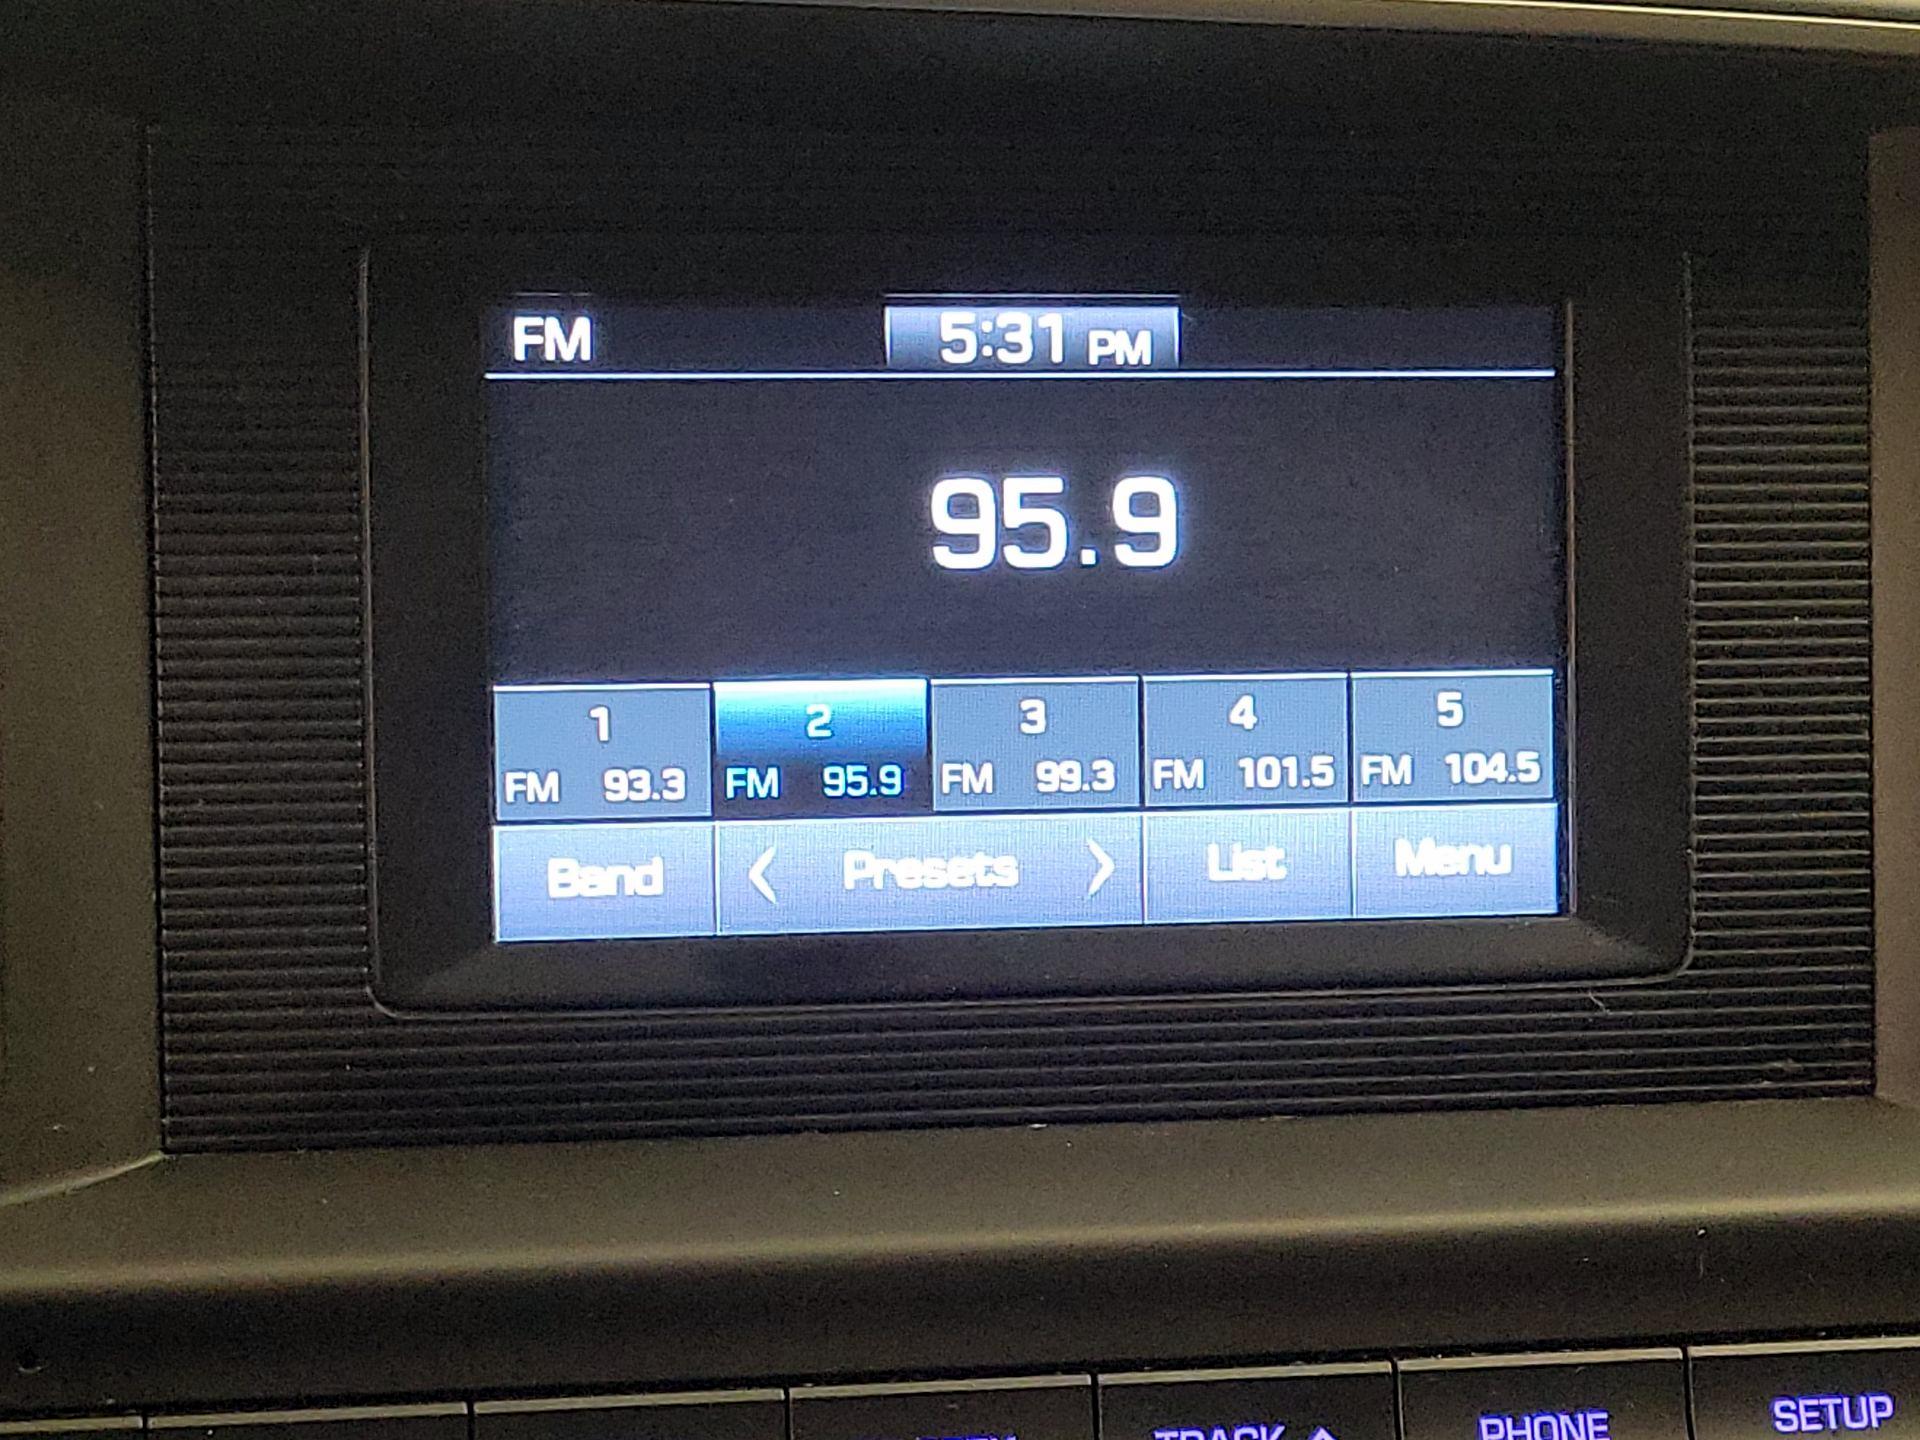 FM 5:31 PM
95.9
1 2 3 4 5
FM 93.3 FM 95.9 FM 99.3 FM 101.5 FM 104.5
Band < Presets > List Menu
TRACK PHONE SETUP